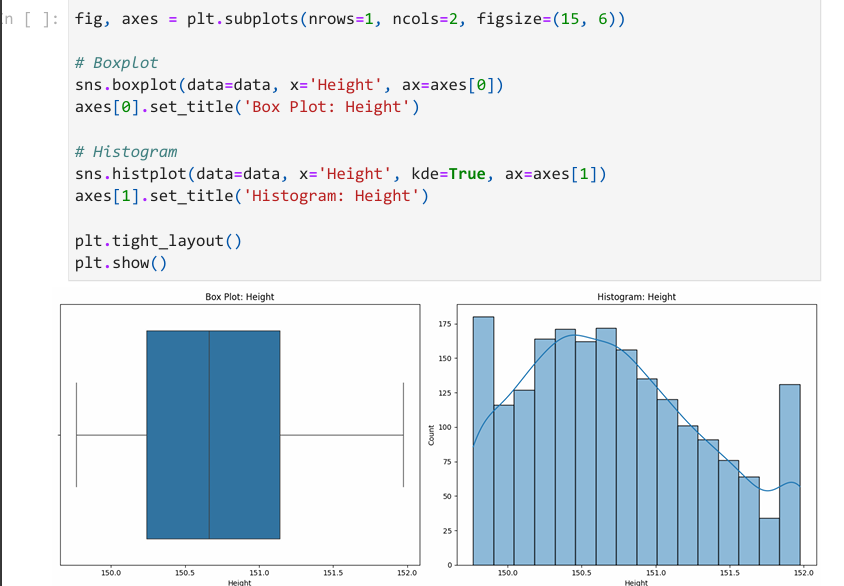 n [ ]:
fig, axes = plt.subplots(nrows=1, ncols=2, figsize=(15, 6))
# Boxplot
sns.boxplot(data=data, x='Height', ax=axes[0])
axes[0].set_title('Box Plot: Height')
# Histogram
sns.histplot(data=data, x='Height', kde=True, ax=axes[1])
axes[1].set_title('Histogram: Height')
plt.tight_layout()
plt.show()
Box Plot: Height
150.0 150.5 151.0 151.5 152.0
Height
Histogram: Height
Count
175
150
125
100
75
50
25
0
150.0 150.5 151.0 151.5 152.0
Height